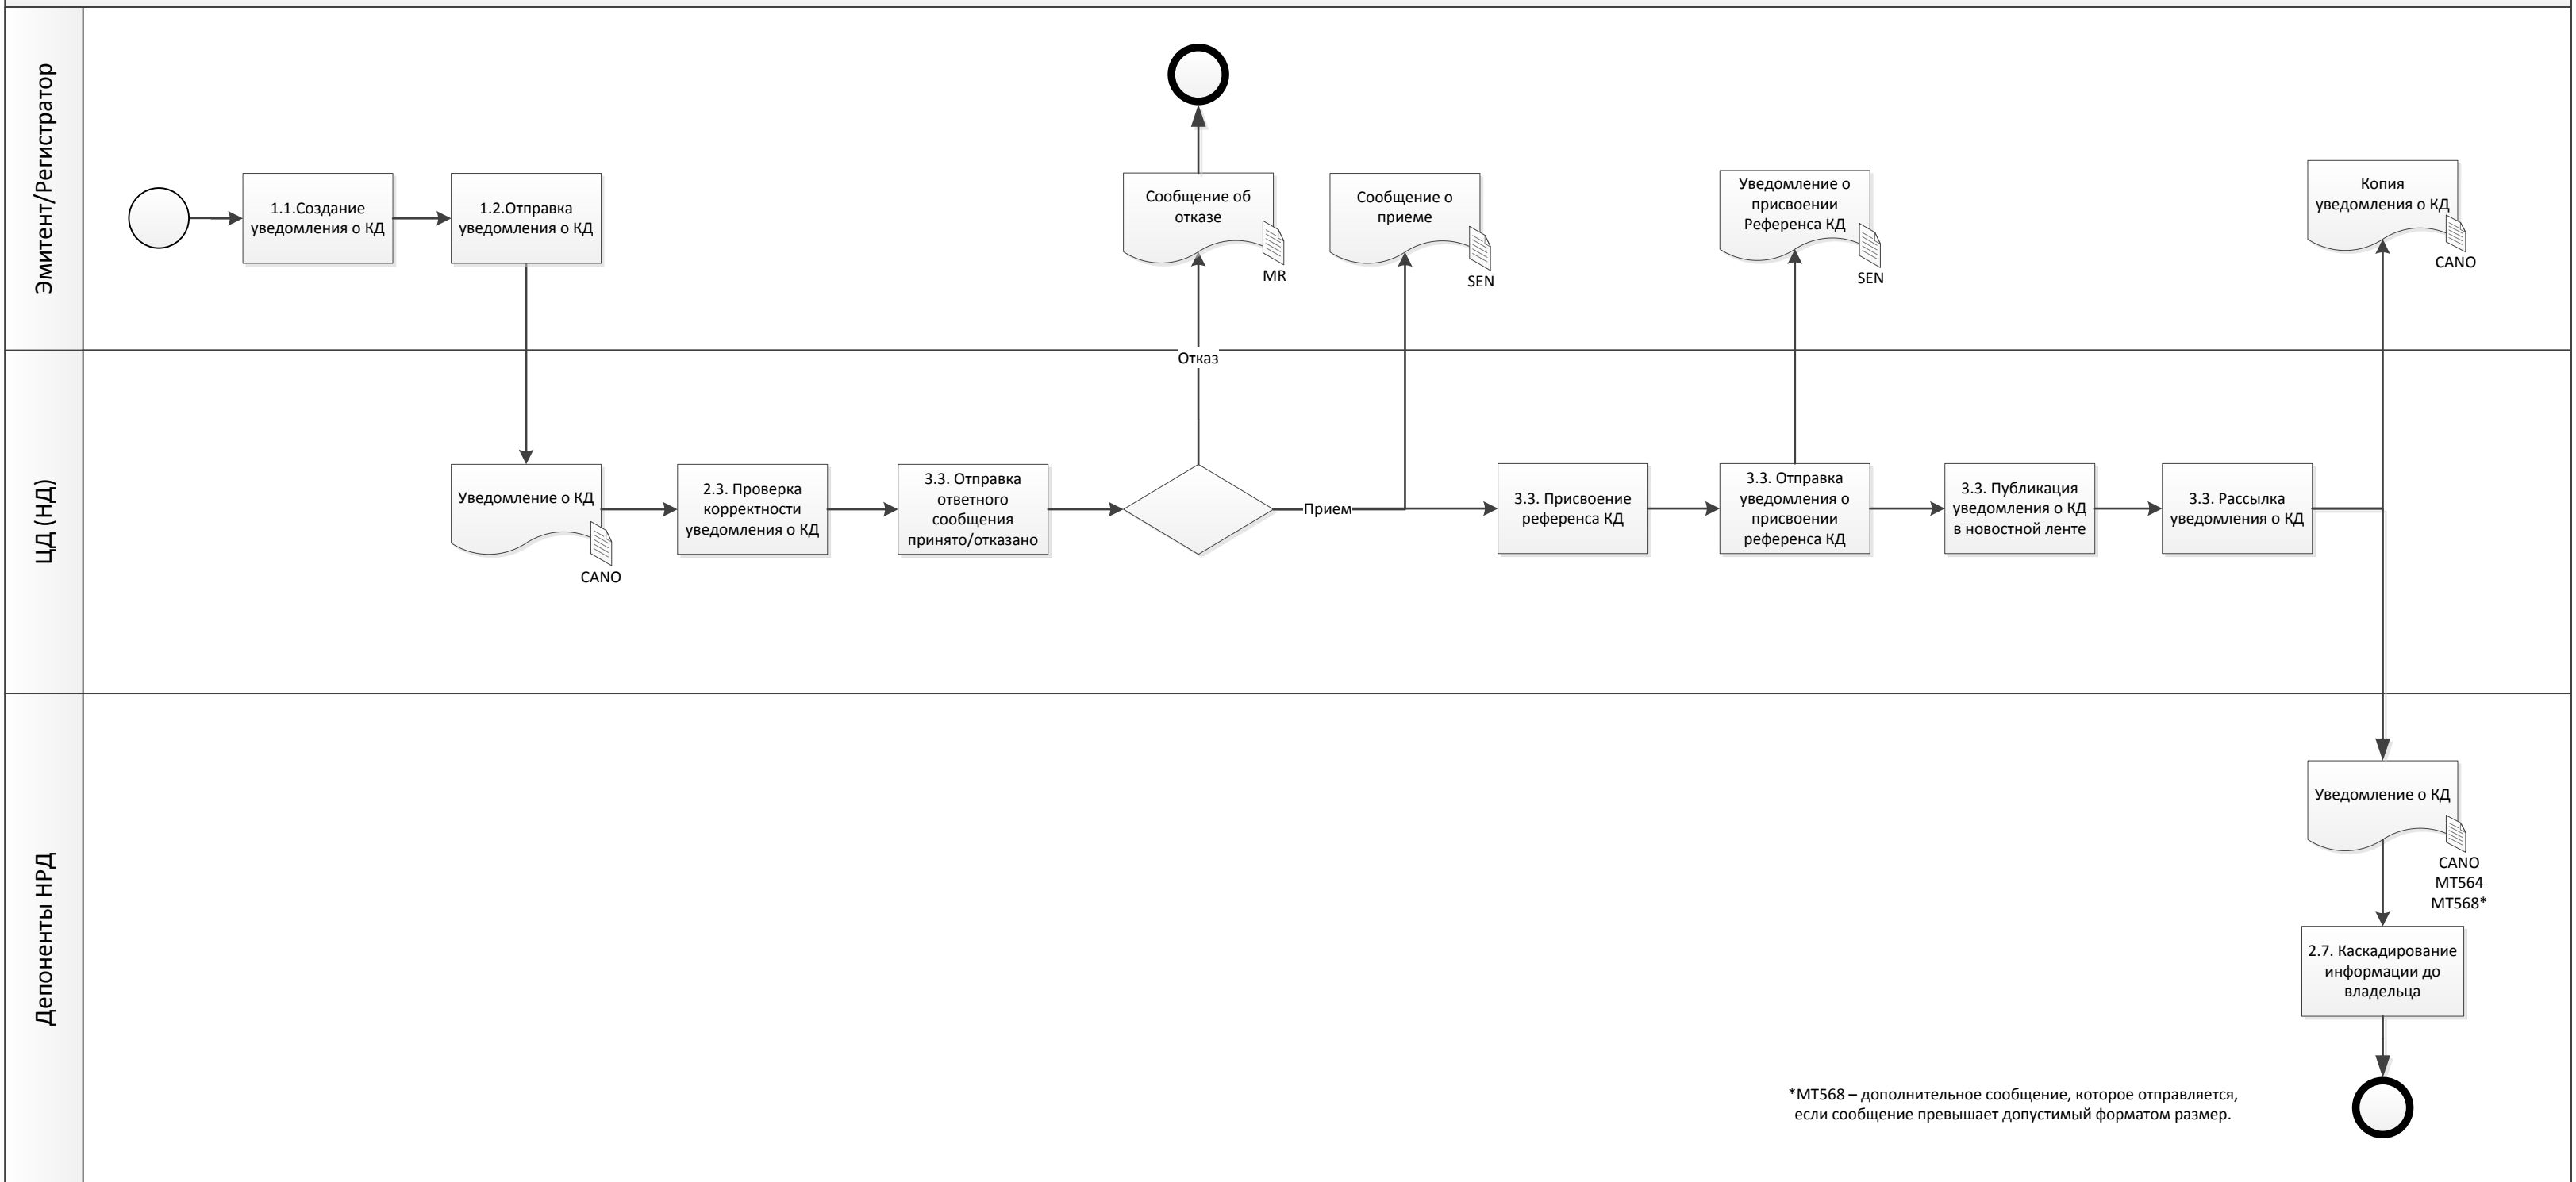 Эмитент/Регистратор
1.1.Создание
уведомления о КД
1.2.Отправка
уведомления о КД
Сообщение об
отказе
MR
Сообщение о
приеме
SEN
Уведомление о
присвоении
Референса КД
SEN
Копия
уведомления о КД
CANO
Отказ
ЦД (НД)
Уведомление о КД
CANO
2.3. Проверка
корректности
уведомления о КД
3.3. Отправка
ответного
сообщения
принято/отказано
Прием
3.3. Присвоение
референса КД
3.3. Отправка
уведомления о
присвоении
референса КД
3.3. Публикация
уведомления о КД
в новостной ленте
3.3. Рассылка
уведомления о КД
Депоненты НРД
Уведомление о КД
CANO
MT564
MT568*
2.7. Каскадирование
информации до
владельца
*MT568 – дополнительное сообщение, которое отправляется,
если сообщение превышает допустимый форматом размер.